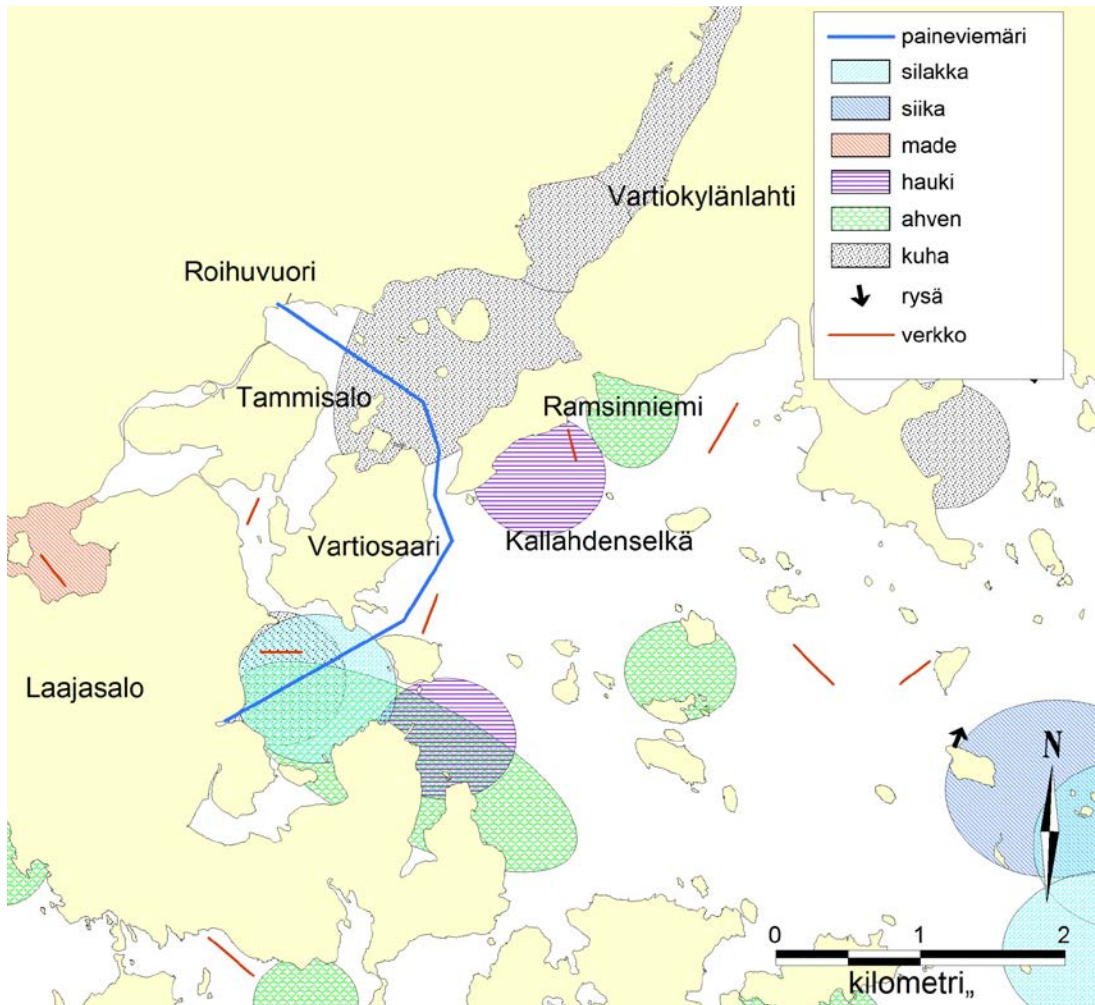 paineviemäri
silakka
siika
made
hauki
ahven
kuha
rysä
verkko
Vartiokylänlahti
Roihuvuori
Tammisalo
Ramsinniemi
Vartiosaari
Kallahdenselkä
Laajasalo
N
0 1 2
kilometri„